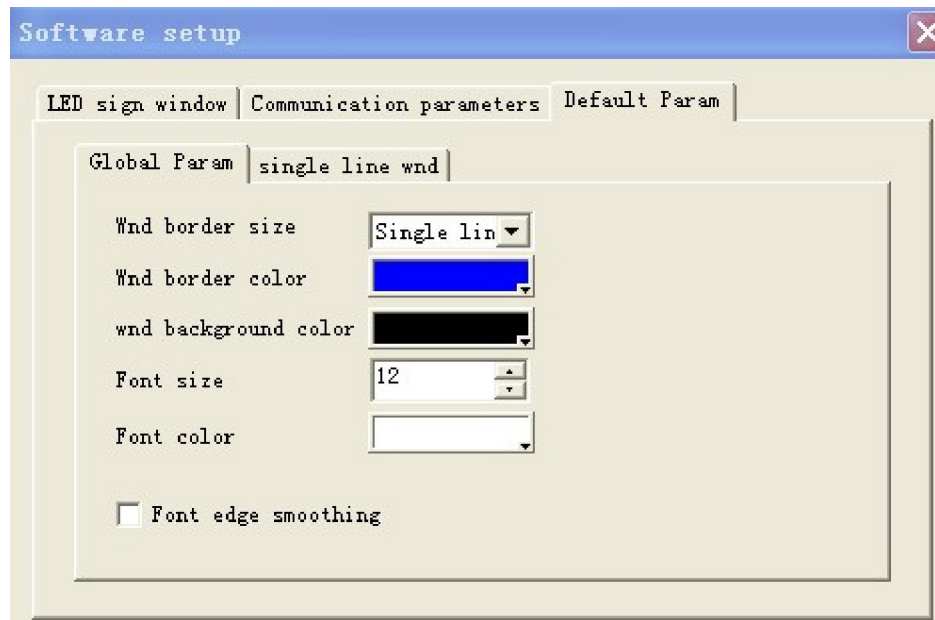 Software setup
LED sign window Communication parameters Default Param
Global Param single line wnd
Wnd border size Single lin
Wnd border color
wnd background color
Font size 12
Font color
Font edge smoothing